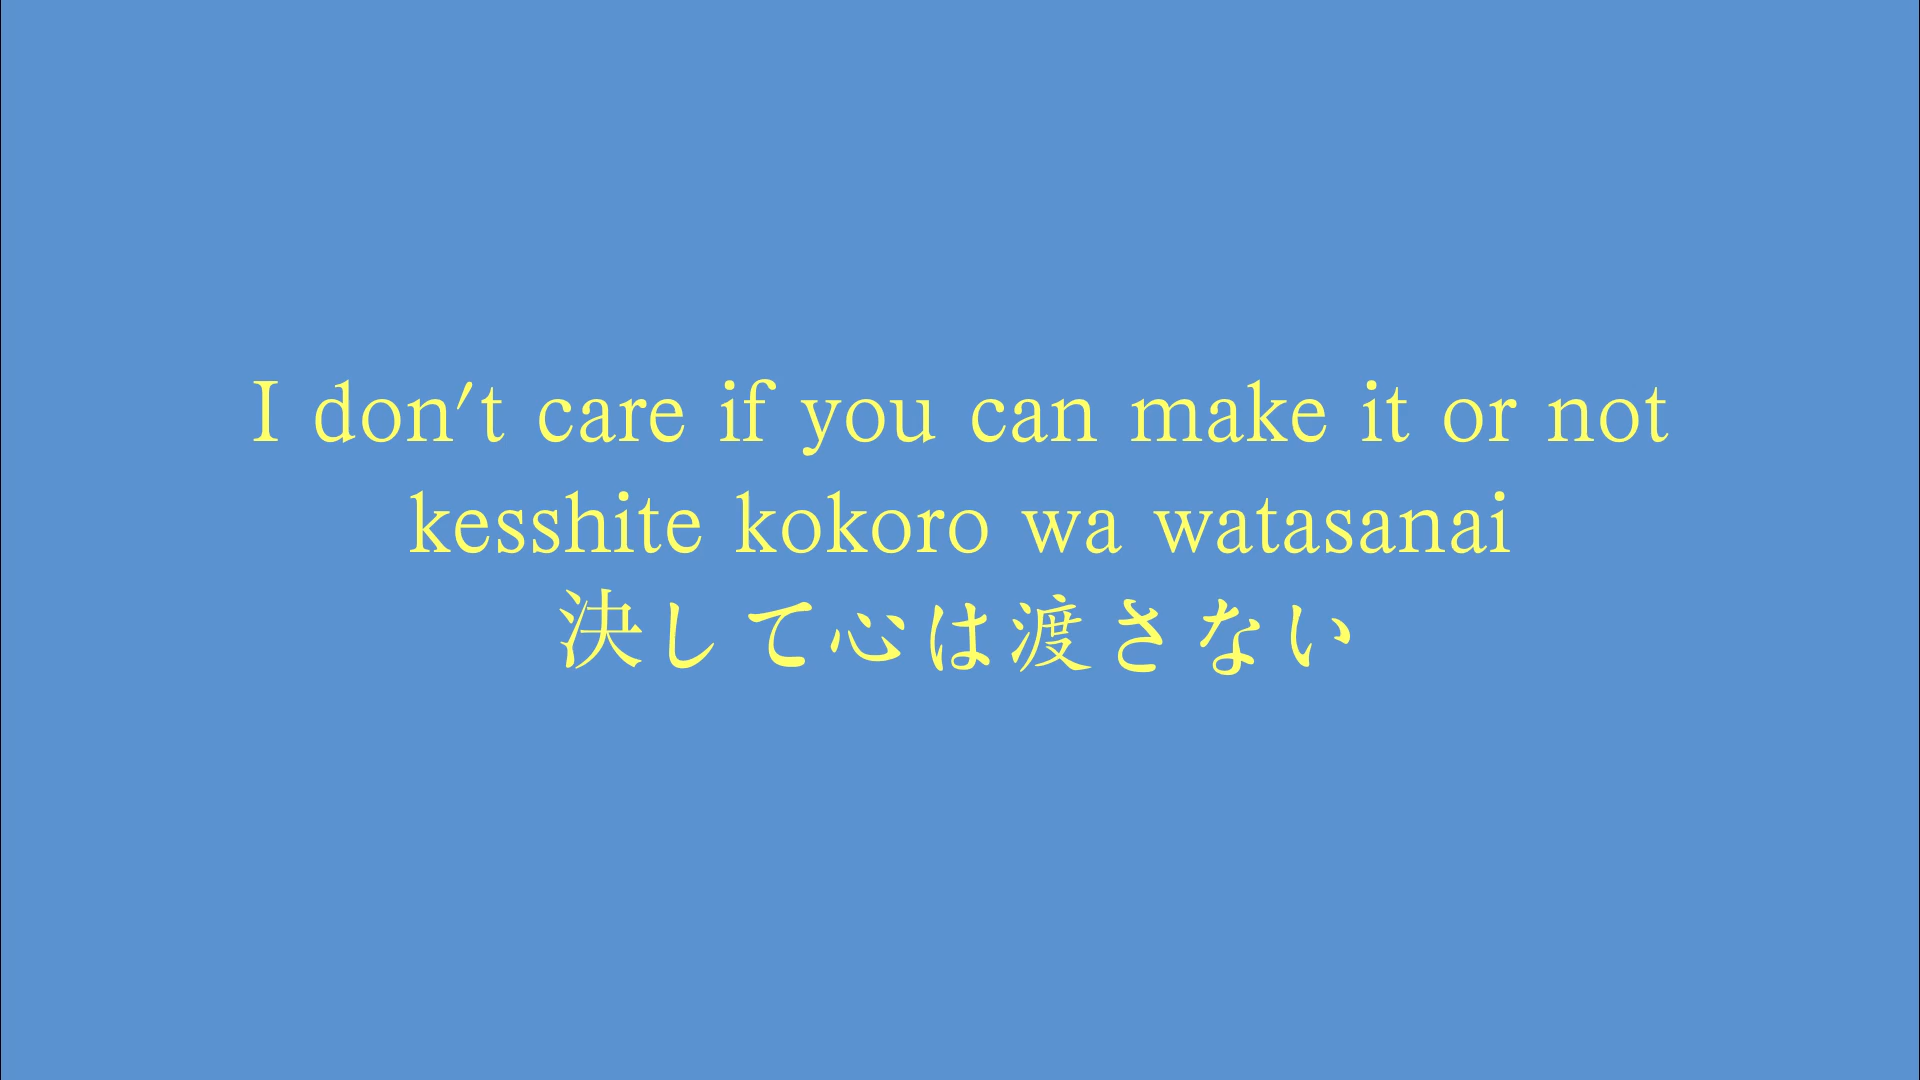 I don't care if you can make it or not
kesshite kokoro wa watasanai
決して心は渡さない